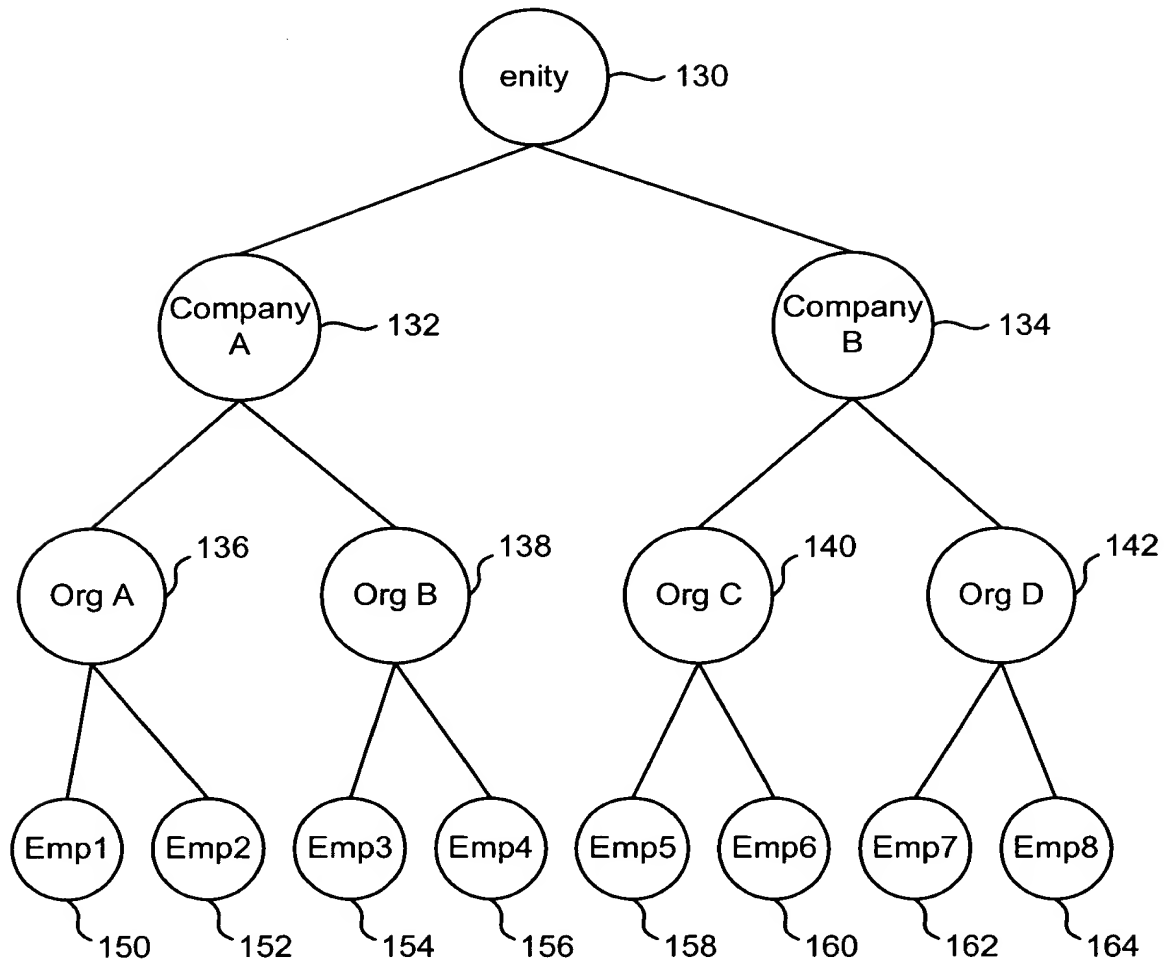 enity
130
Company
A
132
Company
B
134
Org A
136
Org B
138
Org C
140
Org D
142
Emp1
Emp2
Emp3
Emp4
Emp5
Emp6
Emp7
Emp8
150
152
154
156
158
160
162
164